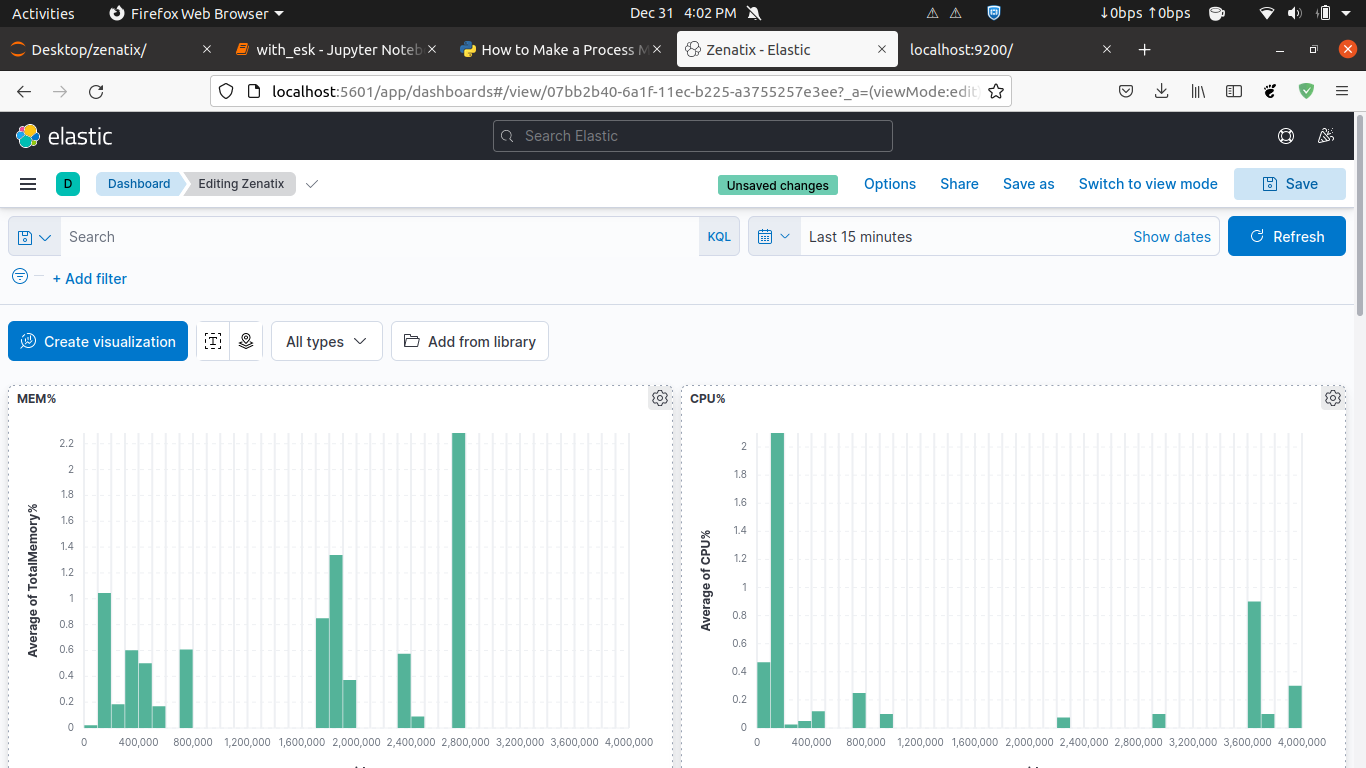 Activities Firefox Web Browser Dec 31 4:02 PM ↓0bps ↑0bps
Desktop/zenatix/ with_esk - Jupyter Noteb How to Make a Process M Zenatix - Elastic localhost:9200/
localhost:5601/app/dashboards#/view/07bb2b40-6a1f-11ec-b225-a3755257e3ee?_a=(viewMode:edit
elastic Search Elastic
D Dashboard Editing Zenatix Unsaved changes Options Share Save as Switch to view mode Save
Search KQL Last 15 minutes Show dates Refresh
+ Add filter
Create visualization All types Add from library
MEM%
Average of TotalMemory%
2.2
2
1.8
1.6
1.4
1.2
1
0.8
0.6
0.4
0.2
0
0 400,000 800,000 1,200,000 1,600,000 2,000,000 2,400,000 2,800,000 3,200,000 3,600,000 4,000,000
CPU%
Average of CPU%
2
1.8
1.6
1.4
1.2
1
0.8
0.6
0.4
0.2
0
0 400,000 800,000 1,200,000 1,600,000 2,000,000 2,400,000 2,800,000 3,200,000 3,600,000 4,000,000